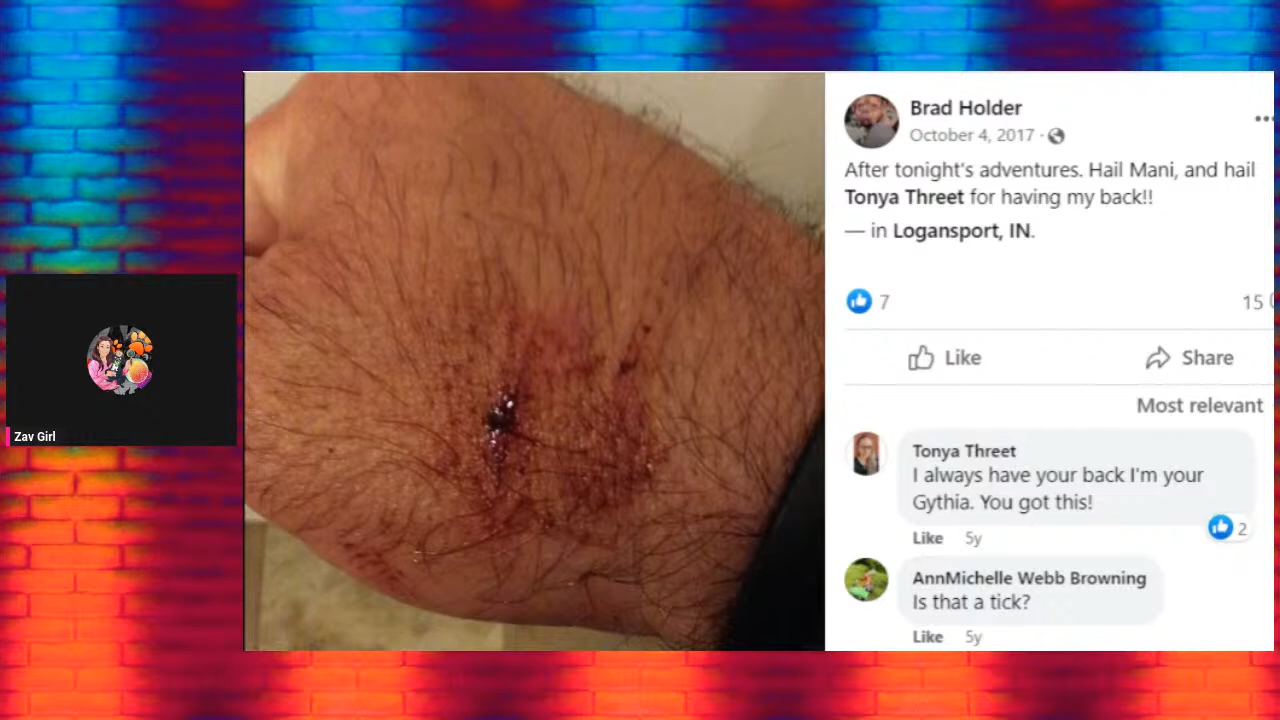 Brad Holder
October 4, 2017 ·
After tonight's adventures. Hail Mani, and hail
Tonya Threet for having my back!!
— in Logansport, IN.
7
15
Like
Share
Most relevant
Tonya Threet
I always have your back I'm your
Gythia. You got this!
2
Like 5y
AnnMichelle Webb Browning
Is that a tick?
Like 5y
Zav Girl